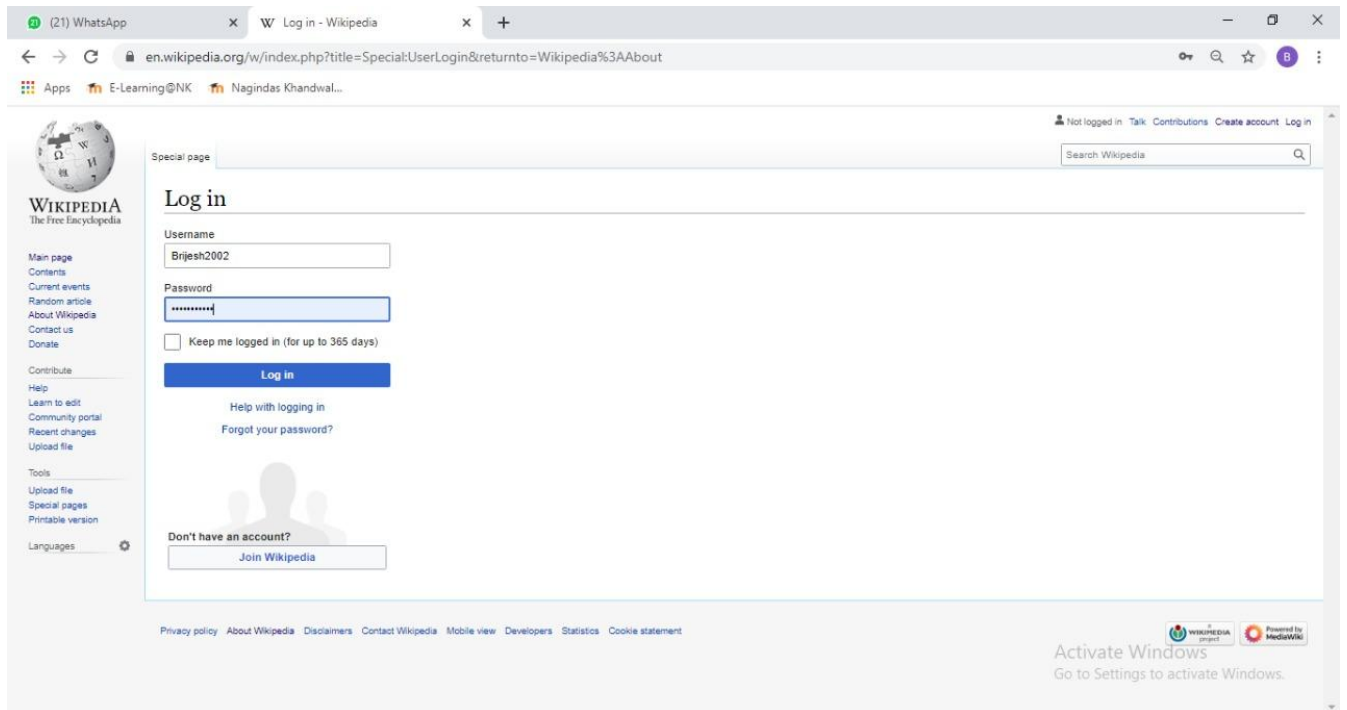 21 (21) WhatsApp
W Log in - Wikipedia
en.wikipedia.org/w/index.php?title=Special:UserLogin&returnto=Wikipedia%3AAbout
B
Apps
E-Learning@NK
Nagindas Khandwal...
Not logged in Talk Contributions Create account Log in
Special page
Search Wikipedia
WIKIPEDIA
The Free Encyclopedia
Main page
Contents
Current events
Random article
About Wikipedia
Contact us
Donate
Contribute
Help
Learn to edit
Community portal
Recent changes
Upload file
Tools
Upload file
Special pages
Printable version
Languages
Log in
Username
Brijesh2002
Password
•••••••••••
Keep me logged in (for up to 365 days)
Log in
Help with logging in
Forgot your password?
Don't have an account?
Join Wikipedia
Privacy policy About Wikipedia Disclaimers Contact Wikipedia Mobile view Developers Statistics Cookie statement
A
WIKIMEDIA
project
Powered by
MediaWiki
Activate Windows
Go to Settings to activate Windows.